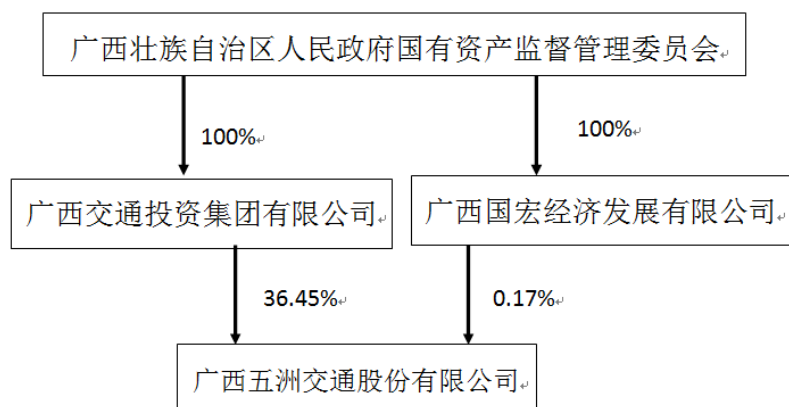 广西壮族自治区人民政府国有资产监督管理委员会
100%
100%
广西交通投资集团有限公司
广西国宏经济发展有限公司
36.45%
0.17%
广西五洲交通股份有限公司